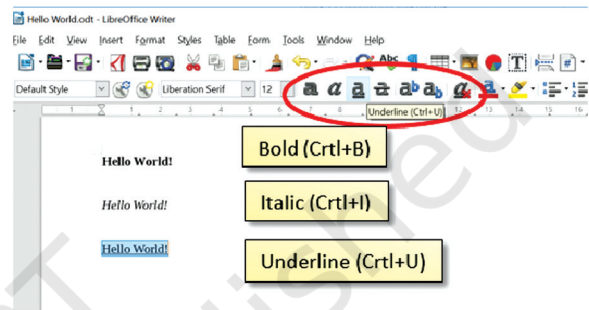 Hello World.odt - LibreOffice Writer
File Edit View Insert Format Styles Table Form Tools Window Help
Default Style Liberation Serif 12
Underline (Ctrl+U)
Hello World!
Bold (Crtl+B)
Hello World!
Italic (Crtl+I)
Hello World!
Underline (Crtl+U)